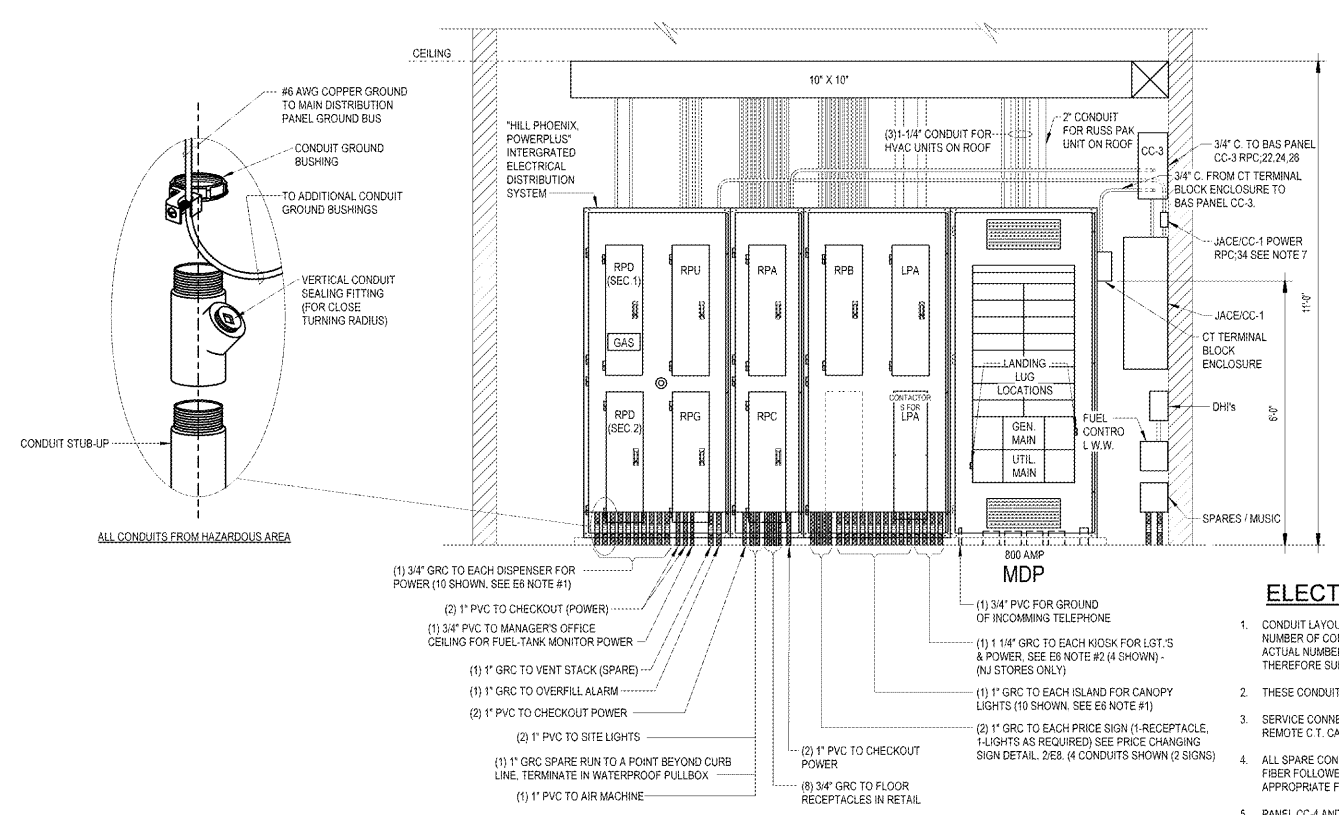 CEILING
10" X 10"
#6 AWG COPPER GROUND
TO MAIN DISTRIBUTION
PANEL GROUND BUS
CONDUIT GROUND
BUSHING
TO ADDITIONAL CONDUIT
GROUND BUSHINGS
VERTICAL CONDUIT
SEALING FITTING
(FOR CLOSE
TURNING RADIUS)
CONDUIT STUB-UP
ALL CONDUITS FROM HAZARDOUS AREA
"HILL PHOENIX,
POWERPLUS"
INTERGRATED
ELECTRICAL
DISTRIBUTION
SYSTEM
(3)1-1/4" CONDUIT FOR
HVAC UNITS ON ROOF
2" CONDUIT
FOR RUSS PAK
UNIT ON ROOF
CC-3
3/4" C. TO BAS PANEL
CC-3 RPC;22,24,26
3/4" C. FROM CT TERMINAL
BLOCK ENCLOSURE TO
BAS PANEL CC-3.
JACE/CC-1 POWER
RPC;34 SEE NOTE 7
JACE/CC-1
CT TERMINAL
BLOCK
ENCLOSURE
DHI's
SPARES / MUSIC
11'-0"
6'-0"
RPD
(SEC.1)
GAS
RPU
RPA
RPB
LPA
RPD
(SEC.2)
RPG
RPC
CONTACTOR
S FOR
LPA
LANDING
LUG
LOCATIONS
GEN.
MAIN
UTIL.
MAIN
FUEL
CONTRO
L W.W.
800 AMP
MDP
(1) 3/4" GRC TO EACH DISPENSER FOR
POWER (10 SHOWN. SEE E6 NOTE #1)
(2) 1" PVC TO CHECKOUT (POWER)
(1) 3/4" PVC TO MANAGER'S OFFICE
CEILING FOR FUEL-TANK MONITOR POWER
(1) 1" GRC TO VENT STACK (SPARE)
(1) 1" GRC TO OVERFILL ALARM
(2) 1" PVC TO CHECKOUT POWER
(2) 1" PVC TO SITE LIGHTS
(1) 1" GRC SPARE RUN TO A POINT BEYOND CURB
LINE, TERMINATE IN WATERPROOF PULLBOX
(1) 1" PVC TO AIR MACHINE
(2) 1" PVC TO CHECKOUT
POWER
(8) 3/4" GRC TO FLOOR
RECEPTACLES IN RETAIL
(1) 3/4" PVC FOR GROUND
OF INCOMMING TELEPHONE
(1) 1 1/4" GRC TO EACH KIOSK FOR LGT.'S
& POWER, SEE E6 NOTE #2 (4 SHOWN) -
(NJ STORES ONLY)
(1) 1" GRC TO EACH ISLAND FOR CANOPY
LIGHTS (10 SHOWN. SEE E6 NOTE #1)
(2) 1" GRC TO EACH PRICE SIGN (1-RECEPTACLE,
1-LIGHTS AS REQUIRED) SEE PRICE CHANGING
SIGN DETAIL. 2/E8. (4 CONDUITS SHOWN (2 SIGNS)
ELECT
1. CONDUIT LAYOU
NUMBER OF CO
ACTUAL NUMBE
THEREFORE SU
2. THESE CONDUIT
3. SERVICE CONNE
REMOTE C.T. CA
4. ALL SPARE CON
FIBER FOLLOWE
APPROPRIATE F
5. PANEL CC-4 AND